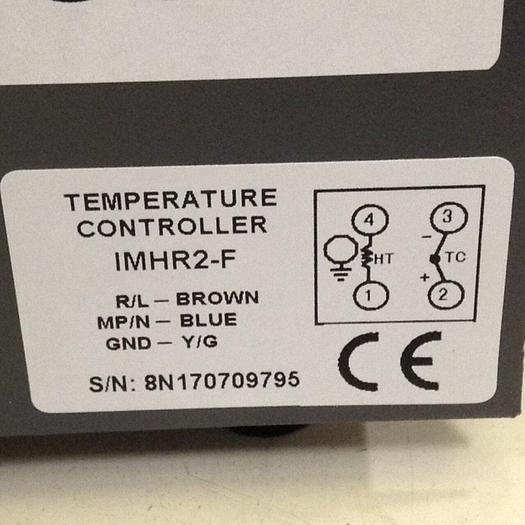 TEMPERATURE
CONTROLLER
IMHR2-F
R/L — BROWN
MP/N — BLUE
GND — Y/G
S/N: 8N170709795
4 3
−
HT TC
+
1 2
CE